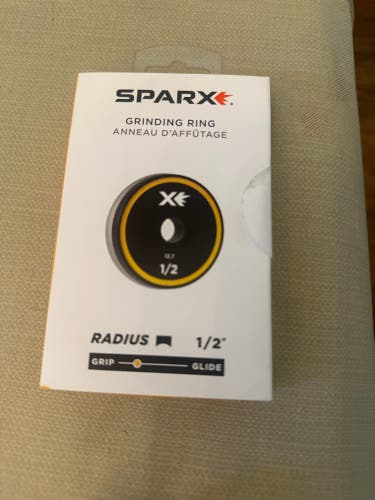 SPARX
GRINDING RING
ANNEAU D'AFFÛTAGE
X
1/2
RADIUS 1/2"
GRIP GLIDE